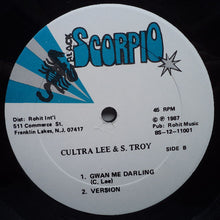 BLACK
SCORPIO
Dist: Rohit Int'l
511 Commerce St.
Franklin Lakes, N.J. 07417
45 RPM
© ℗ 1987
Rohit Music
BS-12-11001
CULTRA LEE & S. TROY
SIDE B
1. GWAN ME DARLING
(C. Lee)
2. VERSION